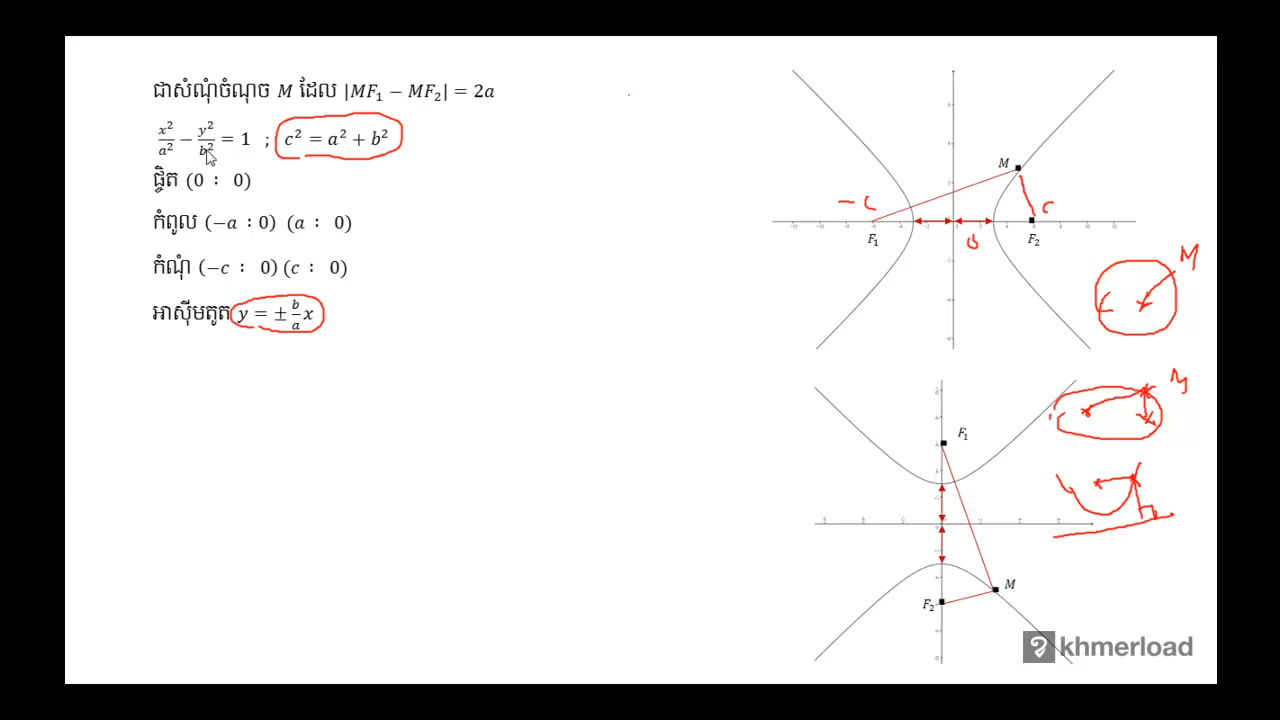 ជាសំណុំចំណុច M ដែល |MF₁ − MF₂| = 2a
x²/a² − y²/b² = 1 ; c² = a² + b²
ផ្ចិត (0 : 0)
កំពូល (−a : 0) (a : 0)
កំណុំ (−c : 0) (c : 0)
អាស៊ីមតូត y = ± b/a x
M
−c
c
F₁
F₂
M
M
F₁
M
F₂
khmerload